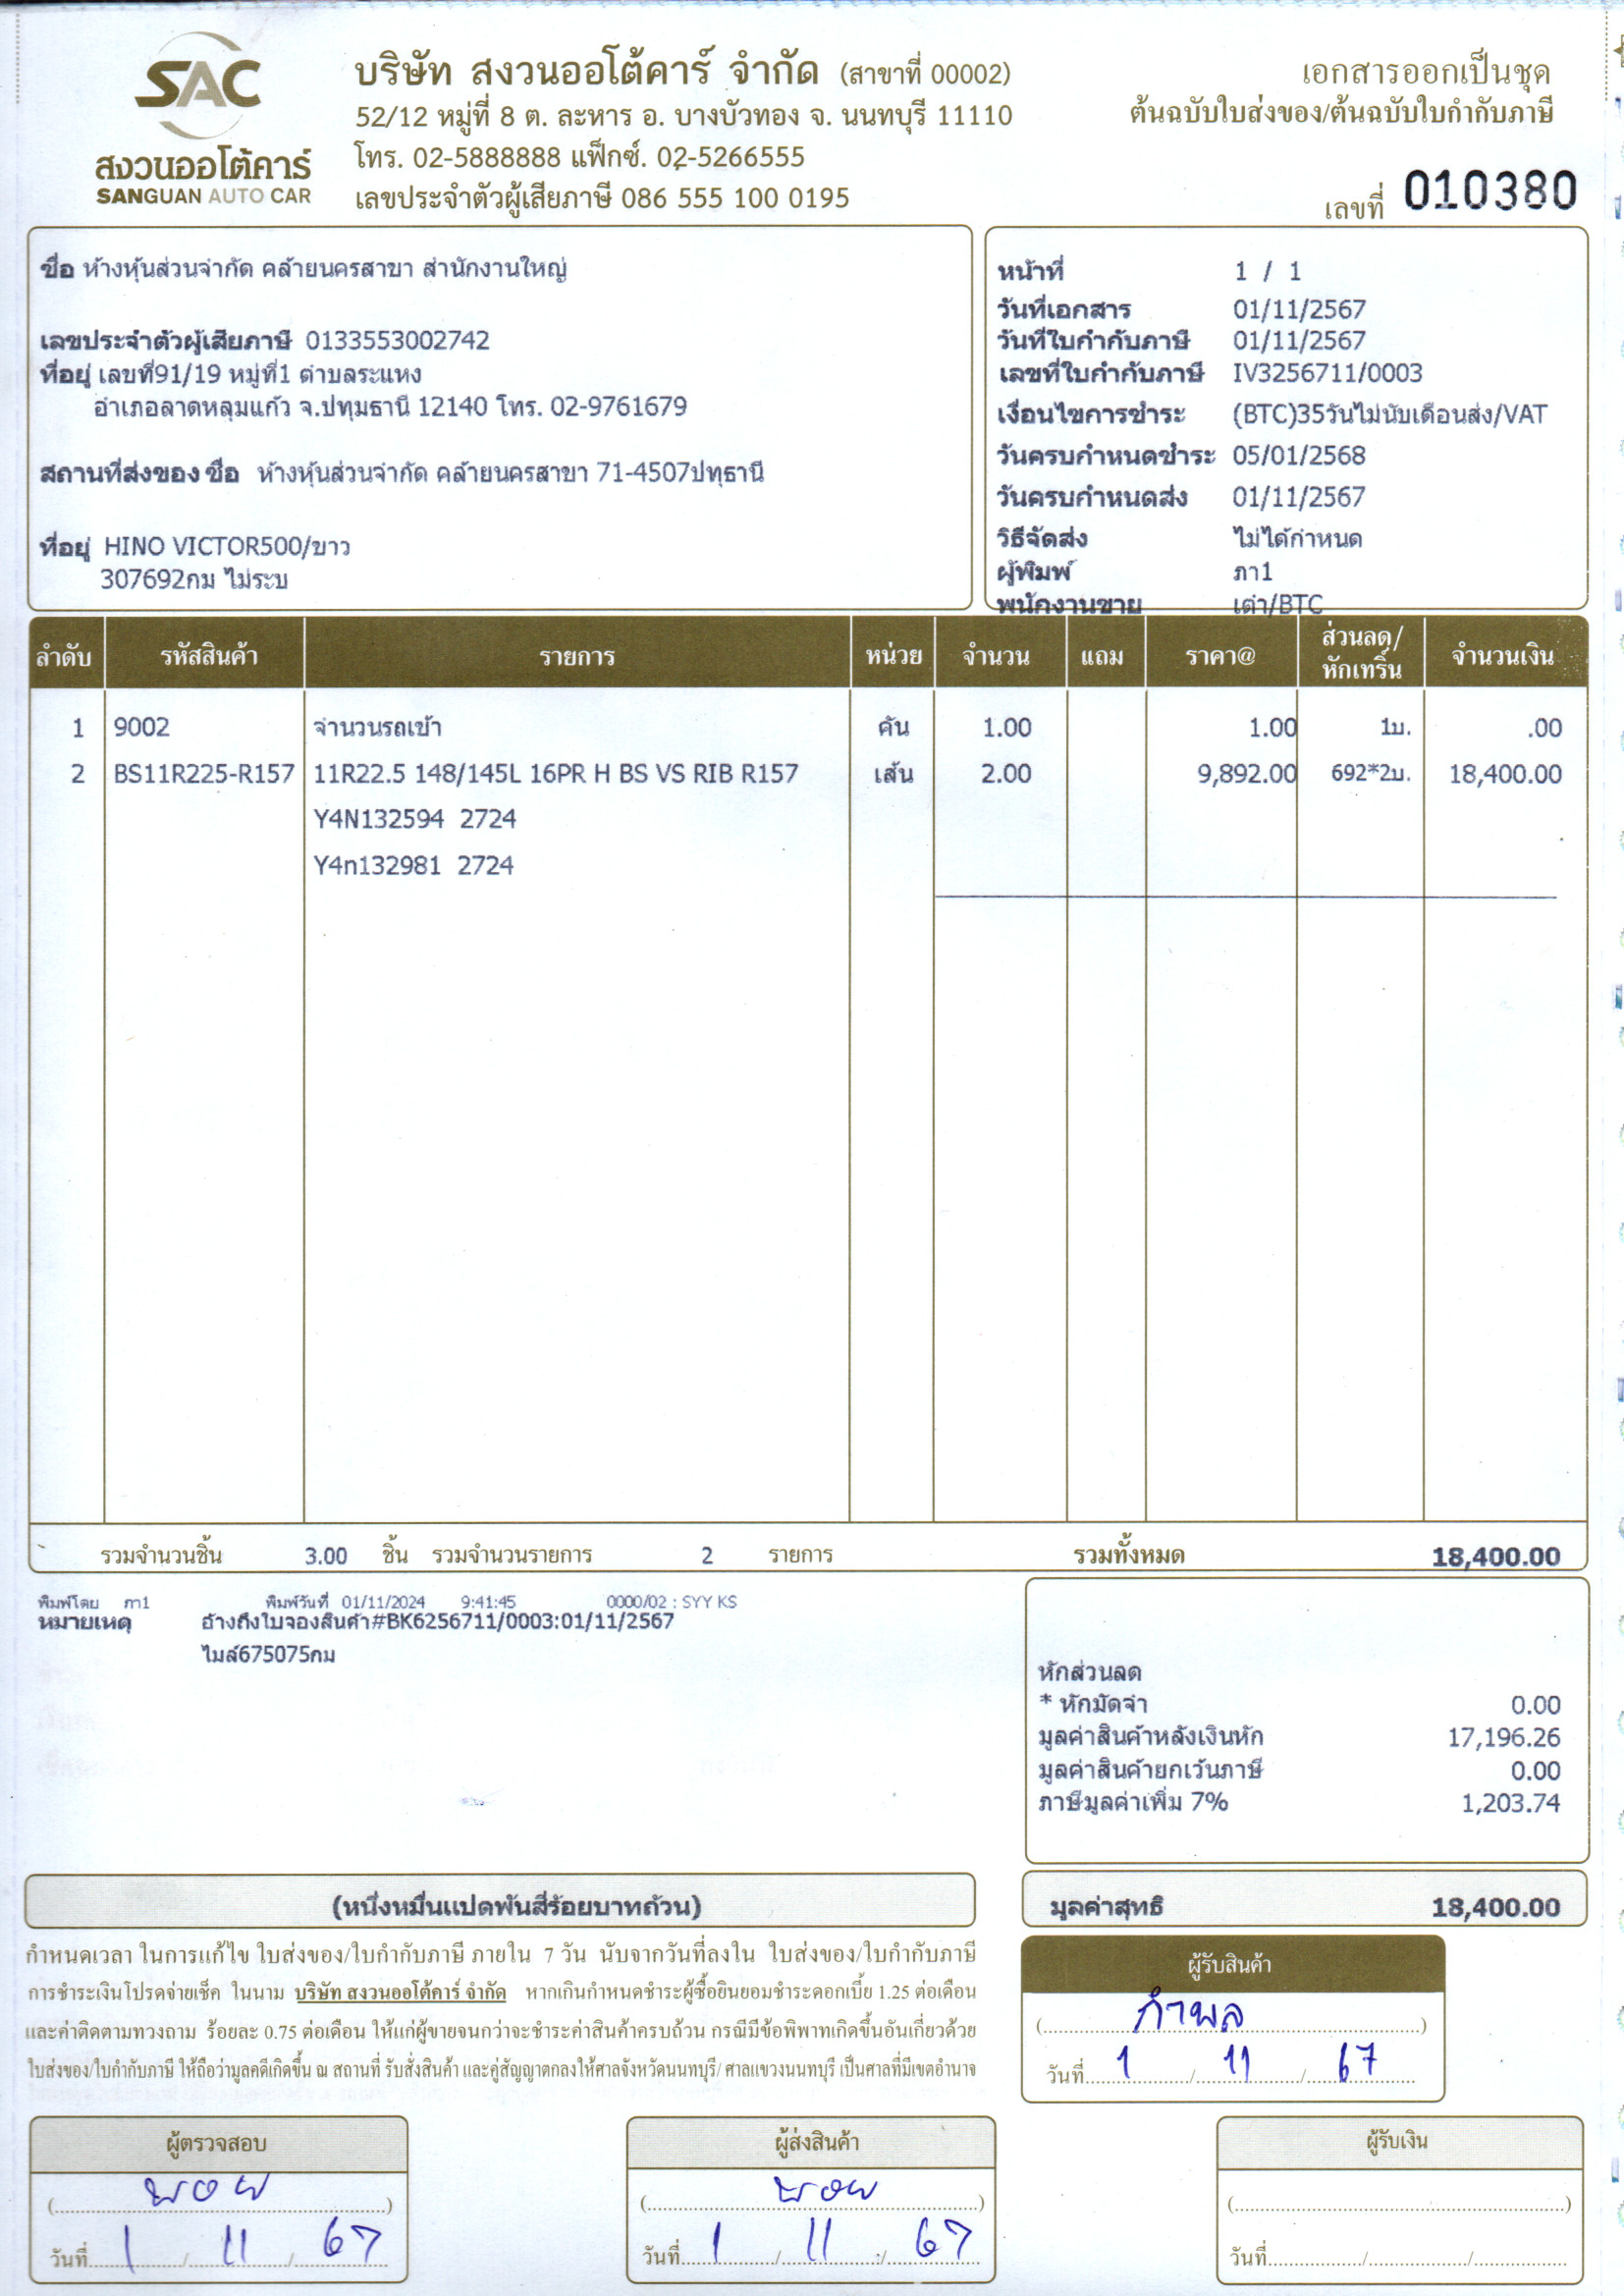 SAC
สงวนออโต้คาร์
SANGUAN AUTO CAR
บริษัท สงวนออโต้คาร์ จำกัด (สาขาที่ 00002)
52/12 หมู่ที่ 8 ต. ละหาร อ. บางบัวทอง จ. นนทบุรี 11110
โทร. 02-5888888 แฟ็กซ์. 02-5266555
เลขประจำตัวผู้เสียภาษี 086 555 100 0195
เอกสารออกเป็นชุด
ต้นฉบับใบส่งของ/ต้นฉบับใบกำกับภาษี
เลขที่ 010380
ชื่อ ห้างหุ้นส่วนจำกัด คล้ายนครสาขา สำนักงานใหญ่
เลขประจำตัวผู้เสียภาษี 0133553002742
ที่อยู่ เลขที่91/19 หมู่ที่1 ตำบลระแหง
อำเภอลาดหลุมแก้ว จ.ปทุมธานี 12140 โทร. 02-9761679
สถานที่ส่งของ ชื่อ ห้างหุ้นส่วนจำกัด คล้ายนครสาขา 71-4507ปทุธานี
ที่อยู่ HINO VICTOR500/ขาว
307692กม ไม่ระบ
หน้าที่ 1 / 1
วันที่เอกสาร 01/11/2567
วันที่ใบกำกับภาษี 01/11/2567
เลขที่ใบกำกับภาษี IV3256711/0003
เงื่อนไขการชำระ (BTC)35วันไม่นับเดือนส่ง/VAT
วันครบกำหนดชำระ 05/01/2568
วันครบกำหนดส่ง 01/11/2567
วิธีจัดส่ง ไม่ได้กำหนด
ผู้พิมพ์ ภา1
พนักงานขาย เต๋า/BTC
ลำดับ รหัสสินค้า รายการ หน่วย จำนวน แถม ราคา@ ส่วนลด/หักเทริ์น จำนวนเงิน
1 9002 จำนวนรถเข้า คัน 1.00 1.00 1บ. .00
2 BS11R225-R157 11R22.5 148/145L 16PR H BS VS RIB R157 เส้น 2.00 9,892.00 692*2บ. 18,400.00
Y4N132594 2724
Y4n132981 2724
รวมจำนวนชิ้น 3.00 ชิ้น รวมจำนวนรายการ 2 รายการ รวมทั้งหมด 18,400.00
พิมพ์โดย ภา1 พิมพ์วันที่ 01/11/2024 9:41:45 0000/02 : SYY KS
หมายเหตุ อ้างถึงใบจองสินค้า#BK6256711/0003:01/11/2567
ไมล์675075กม
หักส่วนลด
* หักมัดจำ 0.00
มูลค่าสินค้าหลังเงินหัก 17,196.26
มูลค่าสินค้ายกเว้นภาษี 0.00
ภาษีมูลค่าเพิ่ม 7% 1,203.74
(หนึ่งหมื่นแปดพันสี่ร้อยบาทถ้วน)
มูลค่าสุทธิ 18,400.00
กำหนดเวลา ในการแก้ไข ใบส่งของ/ใบกำกับภาษี ภายใน 7 วัน นับจากวันที่ลงใน ใบส่งของ/ใบกำกับภาษี
การชำระเงินโปรดจ่ายเช็ค ในนาม บริษัท สงวนออโต้คาร์ จำกัด หากเกินกำหนดชำระผู้ซื้อยินยอมชำระดอกเบี้ย 1.25 ต่อเดือน
และค่าติดตามทวงถาม ร้อยละ 0.75 ต่อเดือน ให้แก่ผู้ขายจนกว่าจะชำระค่าสินค้าครบถ้วน กรณีมีข้อพิพาทเกิดขึ้นอันเกี่ยวด้วย
ใบส่งของ/ใบกำกับภาษี ให้ถือว่ามูลคดีเกิดขึ้น ณ สถานที่ รับสั่งสินค้า และคู่สัญญาตกลงให้ศาลจังหวัดนนทบุรี/ ศาลแขวงนนทบุรี เป็นศาลที่มีเขตอำนาจ
ผู้รับสินค้า
(กำพล)
วันที่ 1 / 11 / 67
ผู้ตรวจสอบ
วันที่ 1 / 11 / 67
ผู้ส่งสินค้า
วันที่ 1 / 11 / 67
ผู้รับเงิน
(....)
วันที่..../..../....